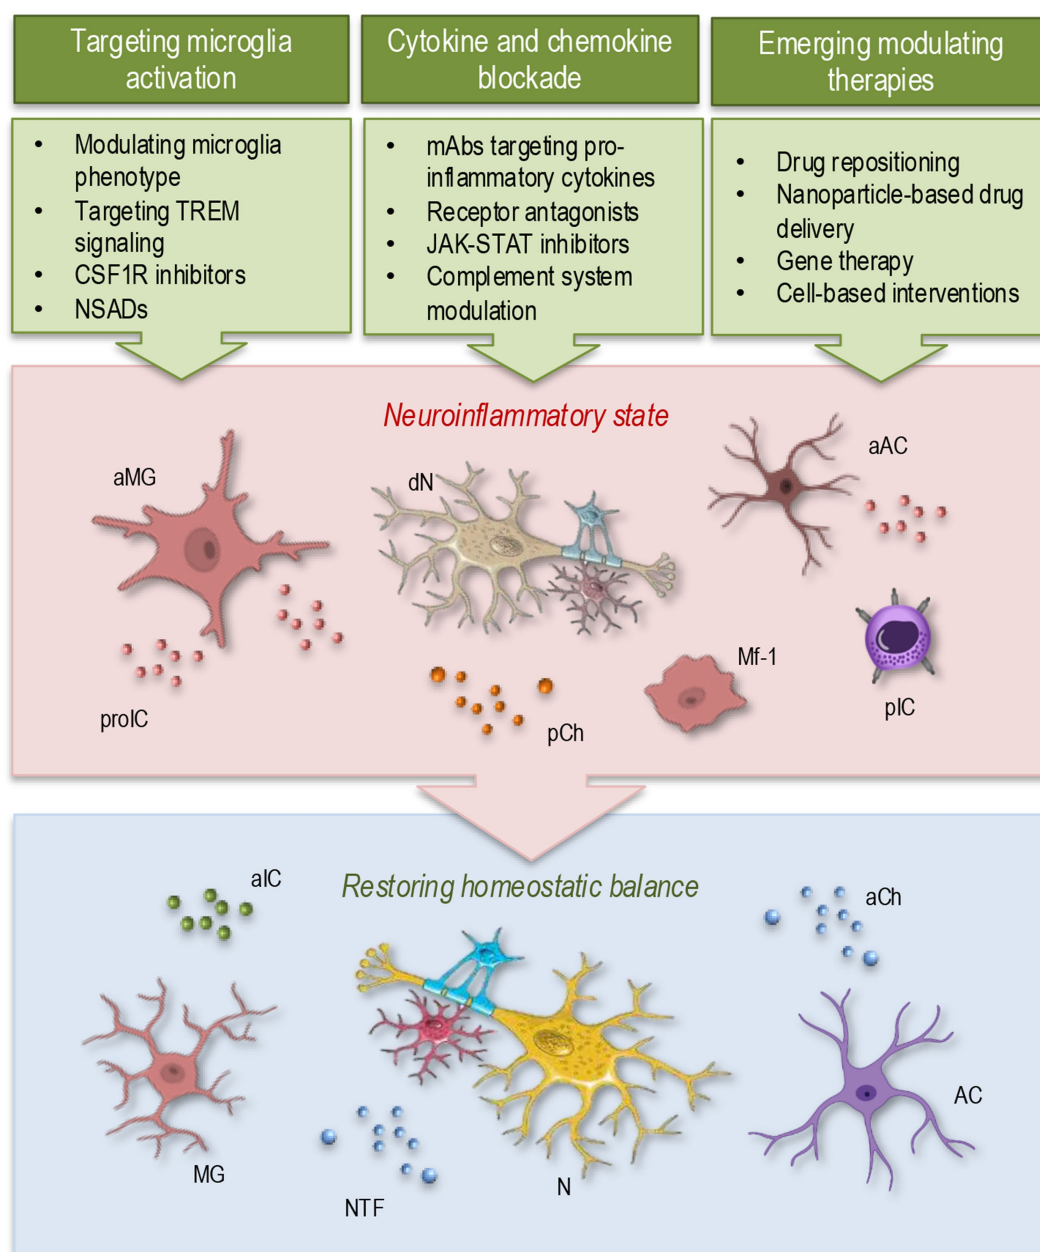 Targeting microglia
activation
Cytokine and chemokine
blockade
Emerging modulating
therapies
• Modulating microglia
phenotype
• Targeting TREM
signaling
• CSF1R inhibitors
• NSADs
• mAbs targeting pro-
inflammatory cytokines
• Receptor antagonists
• JAK-STAT inhibitors
• Complement system
modulation
• Drug repositioning
• Nanoparticle-based drug
delivery
• Gene therapy
• Cell-based interventions
Neuroinflammatory state
aMG
dN
aAC
proIC
pCh
Mf-1
pIC
Restoring homeostatic balance
aIC
aCh
MG
NTF
N
AC